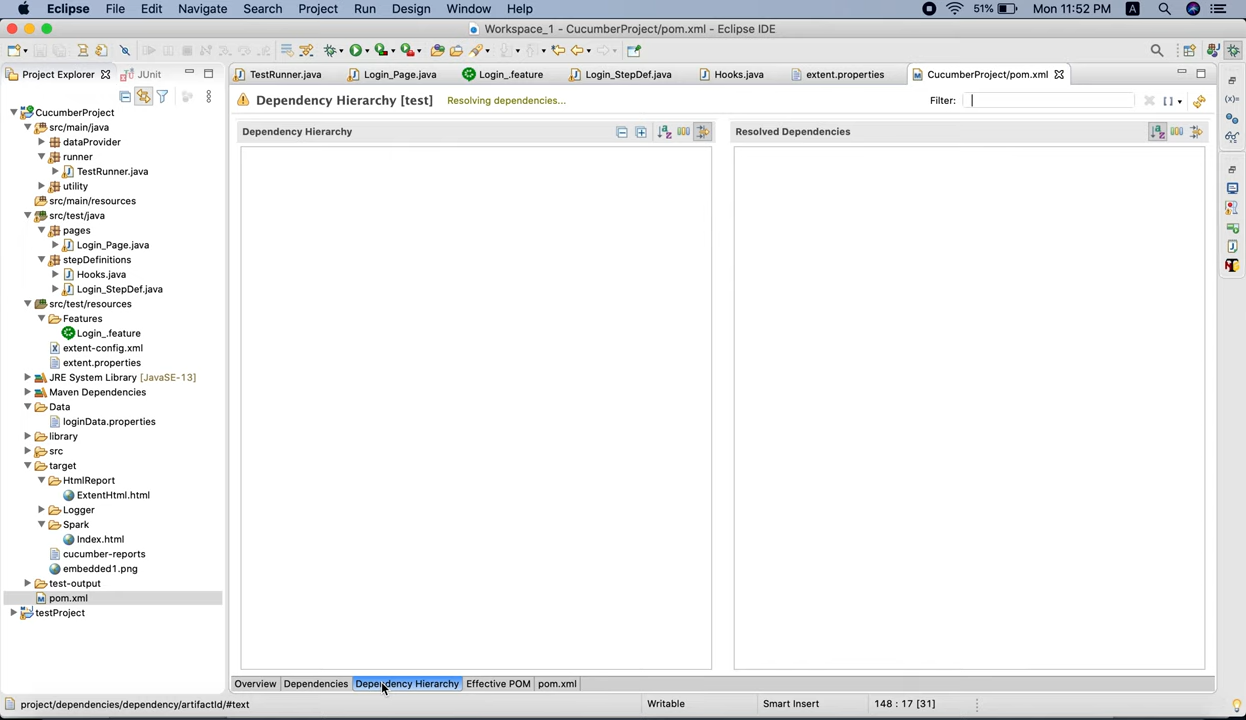 Eclipse File Edit Navigate Search Project Run Design Window Help 51% Mon 11:52 PM A
Workspace_1 - CucumberProject/pom.xml - Eclipse IDE
Project Explorer JUnit TestRunner.java Login_Page.java Login_.feature Login_StepDef.java Hooks.java extent.properties CucumberProject/pom.xml
Dependency Hierarchy [test] Resolving dependencies... Filter:
Dependency Hierarchy Resolved Dependencies
CucumberProject
src/main/java
dataProvider
runner
TestRunner.java
utility
src/main/resources
src/test/java
pages
Login_Page.java
stepDefinitions
Hooks.java
Login_StepDef.java
src/test/resources
Features
Login_.feature
extent-config.xml
extent.properties
JRE System Library [JavaSE-13]
Maven Dependencies
Data
loginData.properties
library
src
target
HtmlReport
ExtentHtml.html
Logger
Spark
Index.html
cucumber-reports
embedded1.png
test-output
pom.xml
testProject
Overview Dependencies Dependency Hierarchy Effective POM pom.xml
project/dependencies/dependency/artifactId/#text Writable Smart Insert 148 : 17 [31]